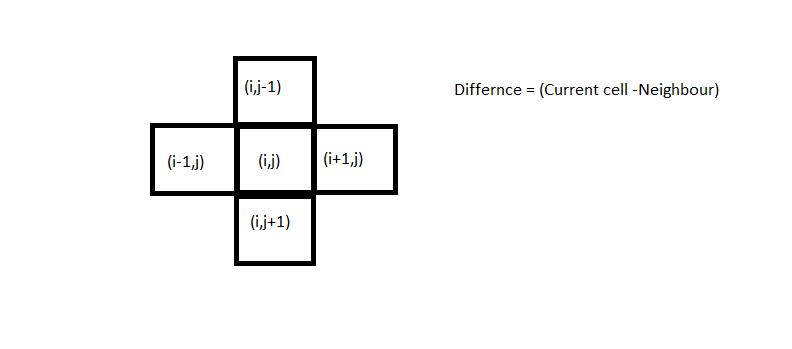 (i,j-1)
Differnce = (Current cell -Neighbour)
(i-1,j)
(i,j)
(i+1,j)
(i,j+1)